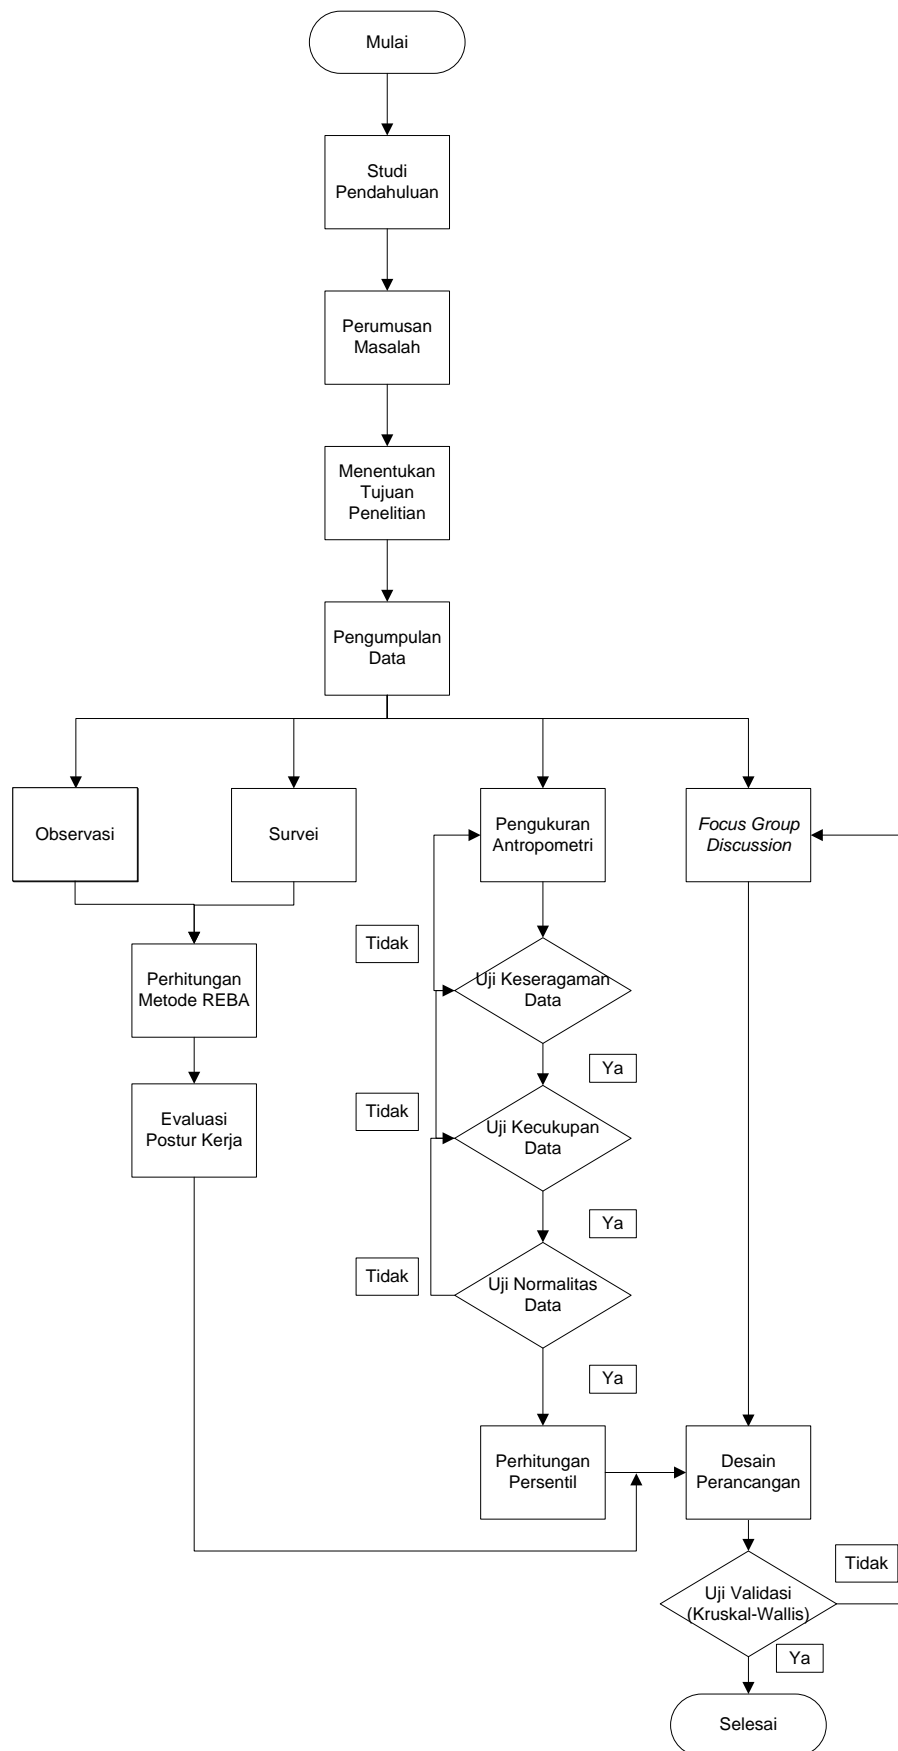 Mulai
Studi
Pendahuluan
Perumusan
Masalah
Menentukan
Tujuan
Penelitian
Pengumpulan
Data
Observasi
Survei
Pengukuran
Antropometri
Focus Group
Discussion
Tidak
Perhitungan
Metode REBA
Uji Keseragaman
Data
Ya
Tidak
Evaluasi
Postur Kerja
Uji Kecukupan
Data
Ya
Tidak
Uji Normalitas
Data
Ya
Perhitungan
Persentil
Desain
Perancangan
Tidak
Uji Validasi
(Kruskal-Wallis)
Ya
Selesai